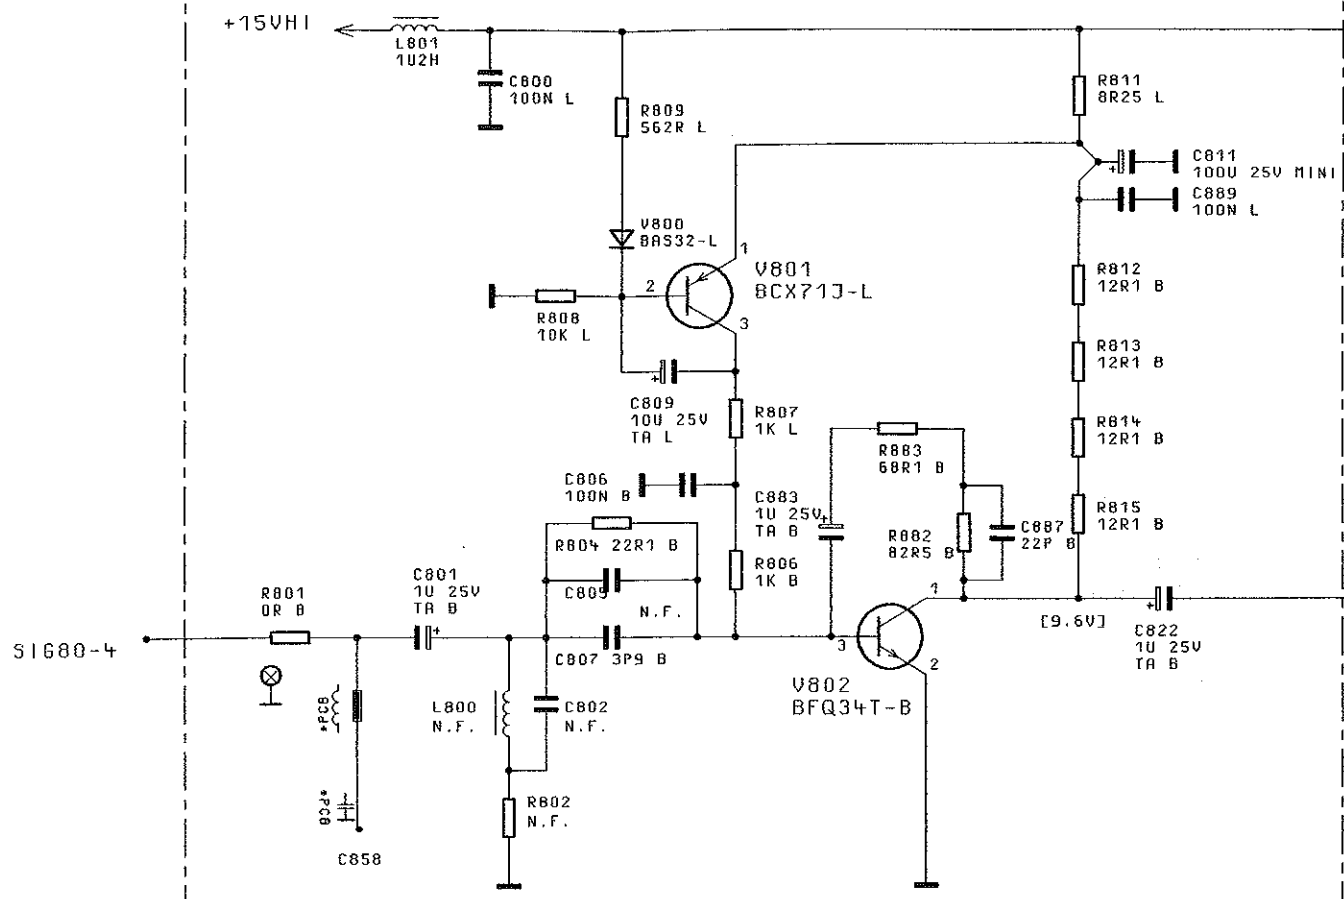 +15VHI
L801
1U2H
C800
100N L
R809
562R L
R811
8R25 L
C811
100U 25V MINI
+
C889
100N L
V800
BAS32-L
1
V801
BCX71J-L
2
3
R808
10K L
R812
12R1 B
R813
12R1 B
+
C809
10U 25V
TA L
R807
1K L
R814
12R1 B
R883
68R1 B
C806
100N B
C883
1U 25V
TA B
+
R815
12R1 B
R882
82R5 B
C887
22P B
R804 22R1 B
R806
1K B
C801
1U 25V
TA B
+
C805
N.F.
R801
0R B
1
[9.6V]
+
C822
1U 25V
TA B
SIG80-4
C807 3P9 B
3
2
V802
BFQ34T-B
*PCB
L800
N.F.
C802
N.F.
*PCB
R802
N.F.
C858